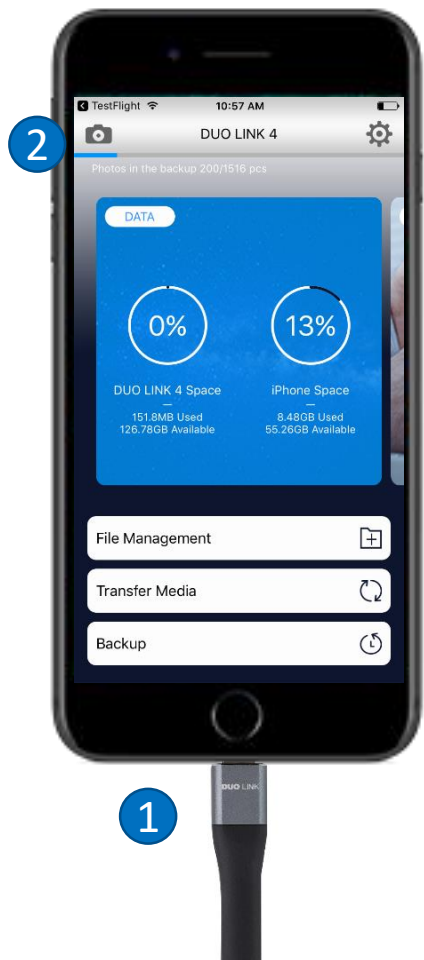 TestFlight 10:57 AM
2
DUO LINK 4
Photos in the backup 200/1516 pcs
DATA
0% 13%
DUO LINK 4 Space iPhone Space
151.8MB Used 8.48GB Used
126.78GB Available 55.26GB Available
File Management
Transfer Media
Backup
DUO LINK
1